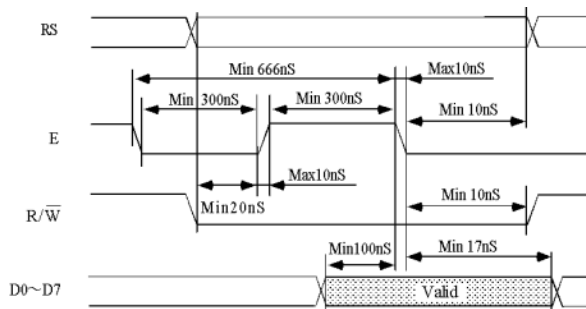 RS
Min 666nS
Max10nS
Min 300nS
Min 300nS
Min 10nS
E
Max10nS
Min20nS
Min 10nS
R/W̅
Min100nS
Min 17nS
D0～D7
Valid